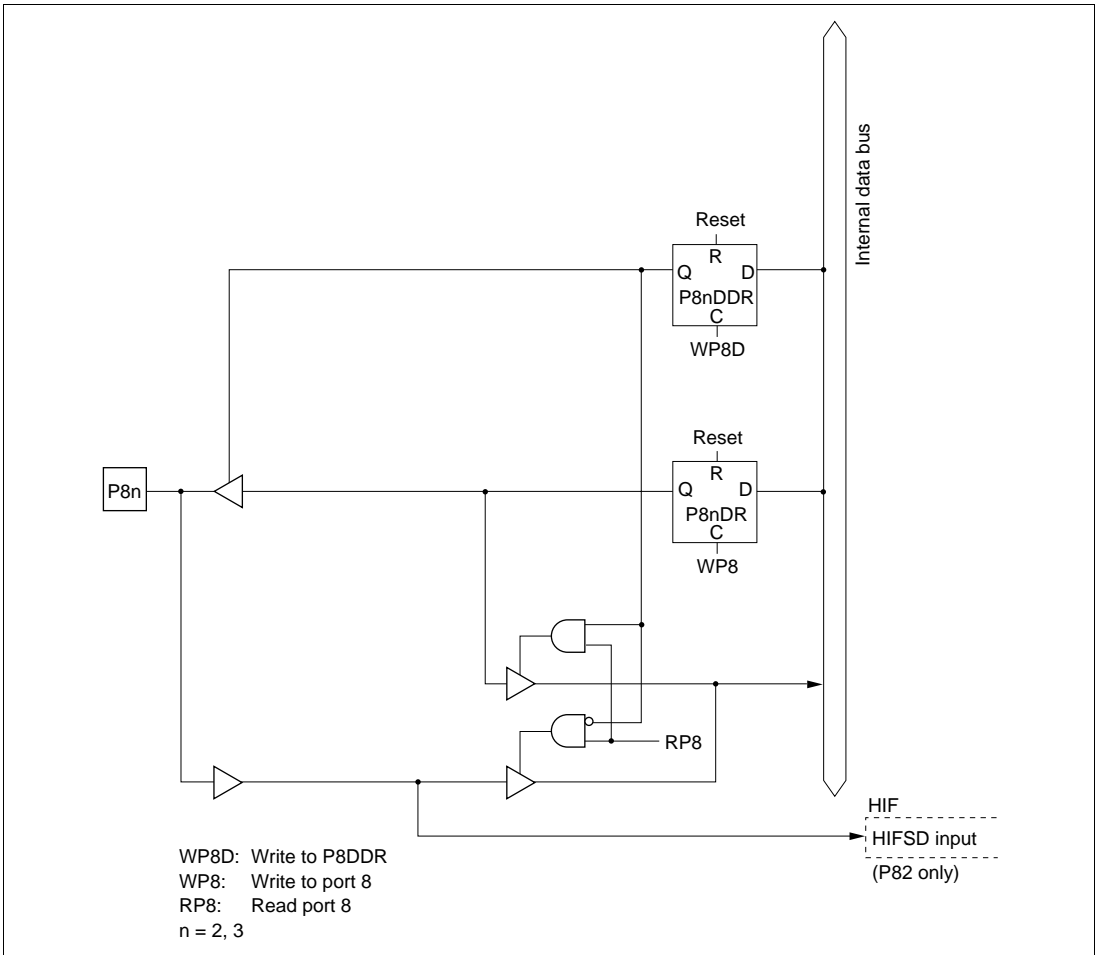 Internal data bus
Reset
R
Q D
P8nDDR
C
WP8D
Reset
R
P8n
Q D
P8nDR
C
WP8
RP8
HIF
HIFSD input
(P82 only)
WP8D: Write to P8DDR
WP8: Write to port 8
RP8: Read port 8
n = 2, 3